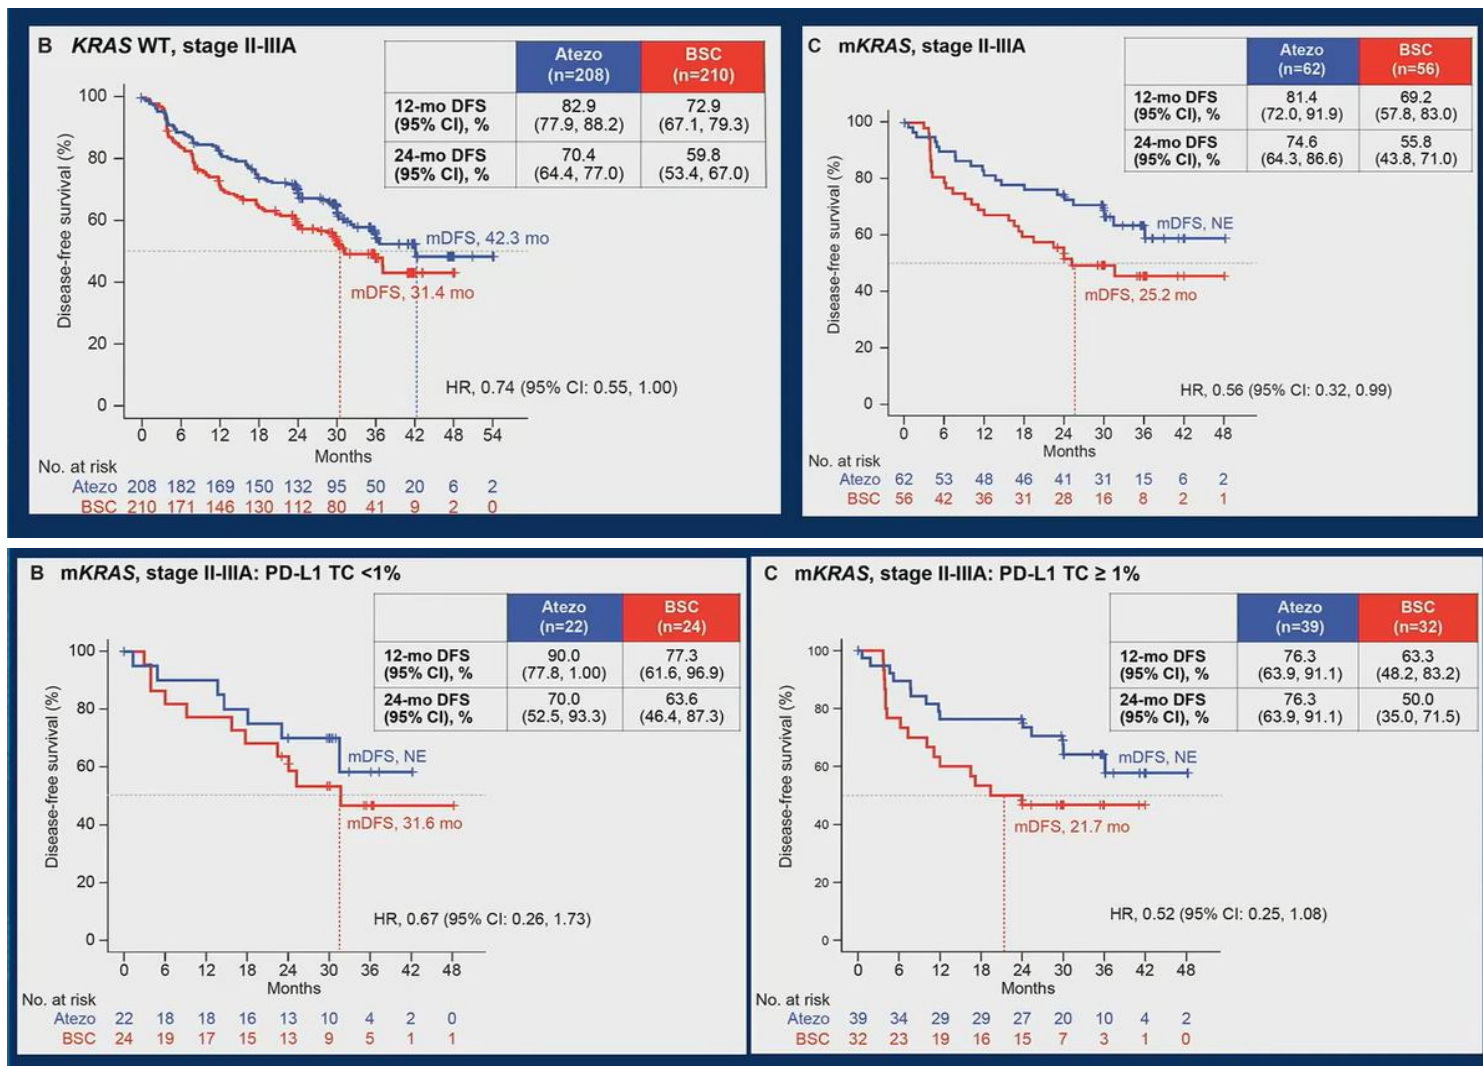 B KRAS WT, stage II-IIIA
Atezo (n=208) BSC (n=210)
12-mo DFS (95% CI), % 82.9 (77.9, 88.2) 72.9 (67.1, 79.3)
24-mo DFS (95% CI), % 70.4 (64.4, 77.0) 59.8 (53.4, 67.0)
Disease-free survival (%)
100
80
60
40
20
0
mDFS, 42.3 mo
mDFS, 31.4 mo
HR, 0.74 (95% CI: 0.55, 1.00)
0 6 12 18 24 30 36 42 48 54
Months
No. at risk
Atezo 208 182 169 150 132 95 50 20 6 2
BSC 210 171 146 130 112 80 41 9 2 0
C mKRAS, stage II-IIIA
Atezo (n=62) BSC (n=56)
12-mo DFS (95% CI), % 81.4 (72.0, 91.9) 69.2 (57.8, 83.0)
24-mo DFS (95% CI), % 74.6 (64.3, 86.6) 55.8 (43.8, 71.0)
Disease-free survival (%)
100
80
60
40
20
0
mDFS, NE
mDFS, 25.2 mo
HR, 0.56 (95% CI: 0.32, 0.99)
0 6 12 18 24 30 36 42 48
Months
No. at risk
Atezo 62 53 48 46 41 31 15 6 2
BSC 56 42 36 31 28 16 8 2 1
B mKRAS, stage II-IIIA: PD-L1 TC <1%
Atezo (n=22) BSC (n=24)
12-mo DFS (95% CI), % 90.0 (77.8, 1.00) 77.3 (61.6, 96.9)
24-mo DFS (95% CI), % 70.0 (52.5, 93.3) 63.6 (46.4, 87.3)
Disease-free survival (%)
100
80
60
40
20
0
mDFS, NE
mDFS, 31.6 mo
HR, 0.67 (95% CI: 0.26, 1.73)
0 6 12 18 24 30 36 42 48
Months
No. at risk
Atezo 22 18 18 16 13 10 4 2 0
BSC 24 19 17 15 13 9 5 1 1
C mKRAS, stage II-IIIA: PD-L1 TC ≥ 1%
Atezo (n=39) BSC (n=32)
12-mo DFS (95% CI), % 76.3 (63.9, 91.1) 63.3 (48.2, 83.2)
24-mo DFS (95% CI), % 76.3 (63.9, 91.1) 50.0 (35.0, 71.5)
Disease-free survival (%)
100
80
60
40
20
0
mDFS, NE
mDFS, 21.7 mo
HR, 0.52 (95% CI: 0.25, 1.08)
0 6 12 18 24 30 36 42 48
Months
No. at risk
Atezo 39 34 29 29 27 20 10 4 2
BSC 32 23 19 16 15 7 3 1 0